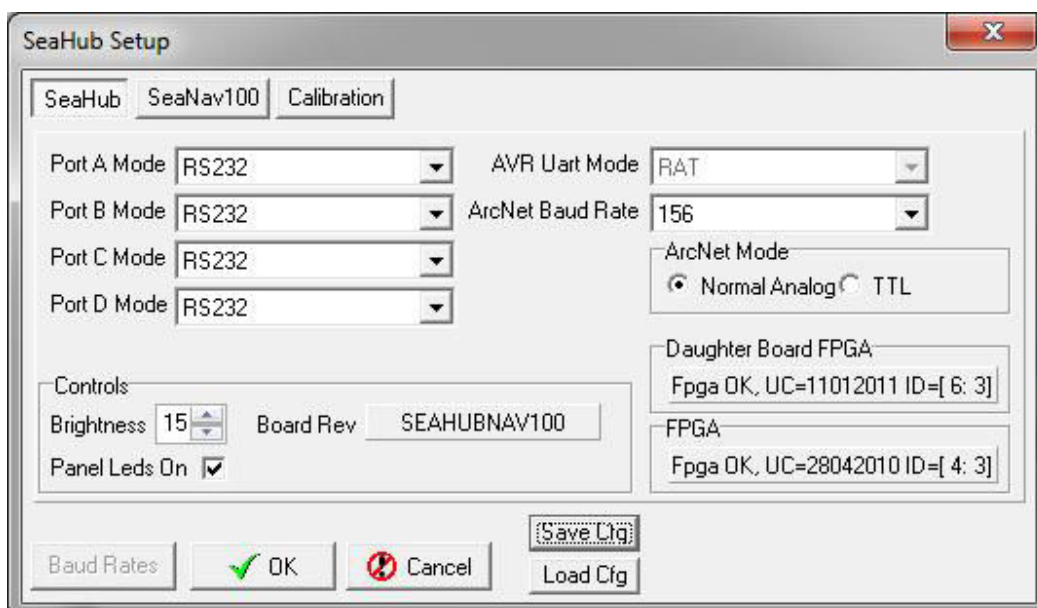 SeaHub Setup
SeaHub SeaNav100 Calibration
Port A Mode RS232 AVR Uart Mode RAT
Port B Mode RS232 ArcNet Baud Rate 156
Port C Mode RS232 ArcNet Mode
Normal Analog TTL
Port D Mode RS232
Daughter Board FPGA
Fpga OK, UC=11012011 ID=[ 6: 3]
Controls
Brightness 15 Board Rev SEAHUBNAV100
FPGA
Panel Leds On Fpga OK, UC=28042010 ID=[ 4: 3]
Save Cfg
Baud Rates OK Cancel
Load Cfg